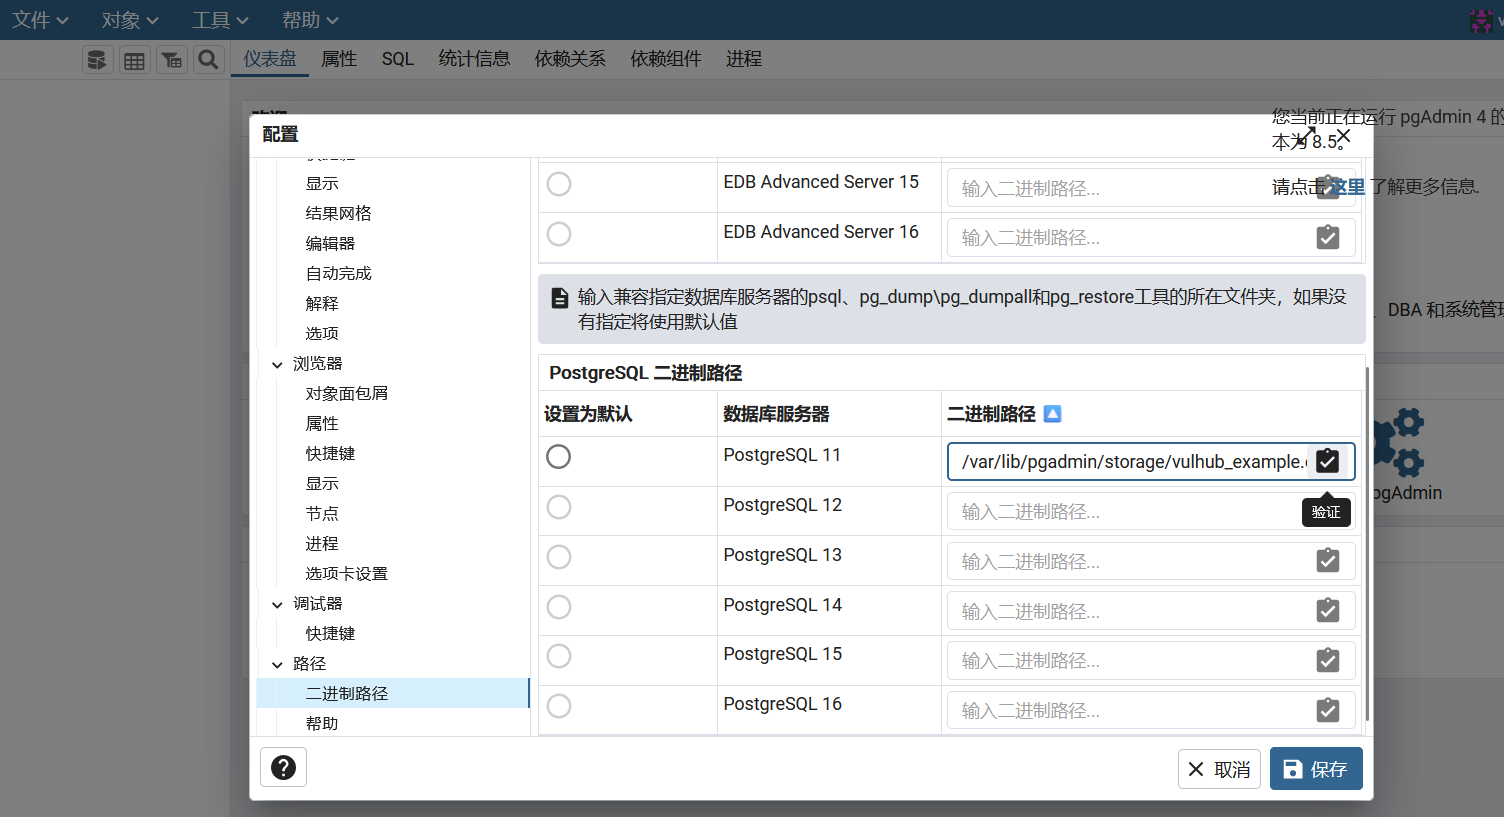 文件 对象 工具 帮助
仪表盘 属性 SQL 统计信息 依赖关系 依赖组件 进程
您当前正在运行 pgAdmin 4 的
本为 8.5。
请点击 这里 了解更多信息.
配置
显示
结果网格
编辑器
自动完成
解释
选项
浏览器
对象面包屑
属性
快捷键
显示
节点
进程
选项卡设置
调试器
快捷键
路径
二进制路径
帮助
EDB Advanced Server 15 输入二进制路径...
EDB Advanced Server 16 输入二进制路径...
输入兼容指定数据库服务器的psql、pg_dump\pg_dumpall和pg_restore工具的所在文件夹，如果没
有指定将使用默认值
PostgreSQL 二进制路径
设置为默认 数据库服务器 二进制路径
PostgreSQL 11 /var/lib/pgadmin/storage/vulhub_example.
验证
PostgreSQL 12 输入二进制路径...
PostgreSQL 13 输入二进制路径...
PostgreSQL 14 输入二进制路径...
PostgreSQL 15 输入二进制路径...
PostgreSQL 16 输入二进制路径...
取消 保存
、DBA 和系统管理
pgAdmin